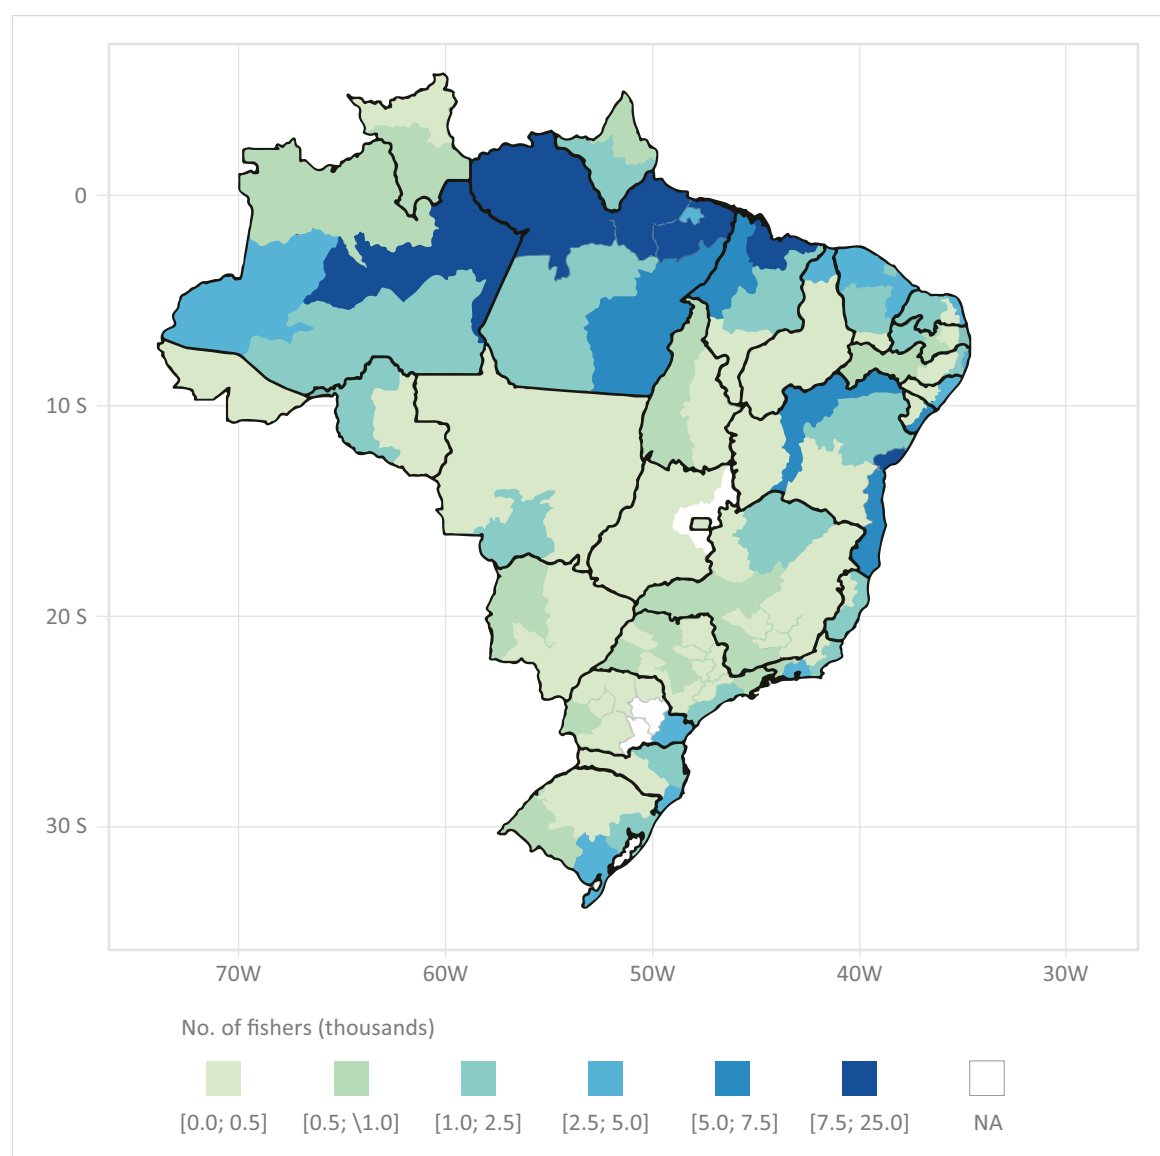 0
10 S
20 S
30 S
70W 60W 50W 40W 30W
No. of fishers (thousands)
[0.0; 0.5] [0.5; \1.0] [1.0; 2.5] [2.5; 5.0] [5.0; 7.5] [7.5; 25.0] NA